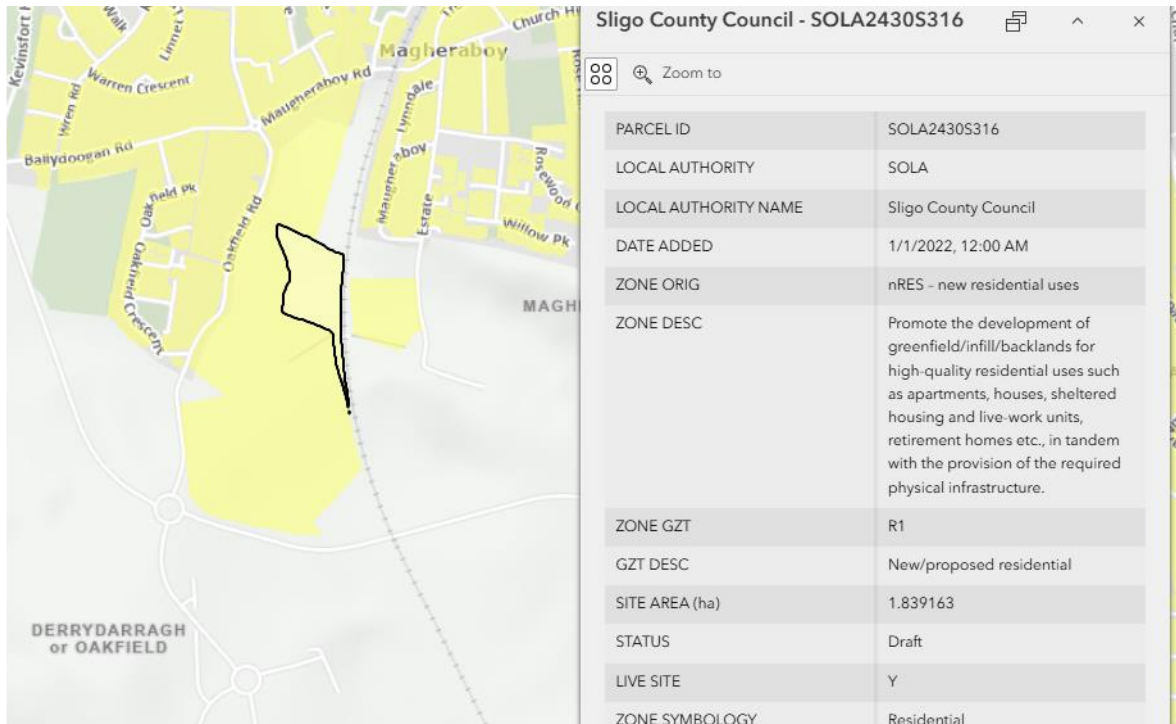 Church H
Kevinsfort H
Walk
Linnet
Magheraboy
Warren Crescent
Maugheraboy Rd
Lynndale
Wren Rd
Ballydoogan Rd
Maugheraboy
Estate
Rosewood
Oakfield Pk
Oakfield Rd
Willow Pk
Oakfield Crescent
MAGH
DERRYDARRAGH
or OAKFIELD
Sligo County Council - SOLA2430S316
Zoom to
PARCEL ID SOLA2430S316
LOCAL AUTHORITY SOLA
LOCAL AUTHORITY NAME Sligo County Council
DATE ADDED 1/1/2022, 12:00 AM
ZONE ORIG nRES - new residential uses
ZONE DESC Promote the development of
greenfield/infill/backlands for
high-quality residential uses such
as apartments, houses, sheltered
housing and live-work units,
retirement homes etc., in tandem
with the provision of the required
physical infrastructure.
ZONE GZT R1
GZT DESC New/proposed residential
SITE AREA (ha) 1.839163
STATUS Draft
LIVE SITE Y
ZONE SYMBOLOGY Residential